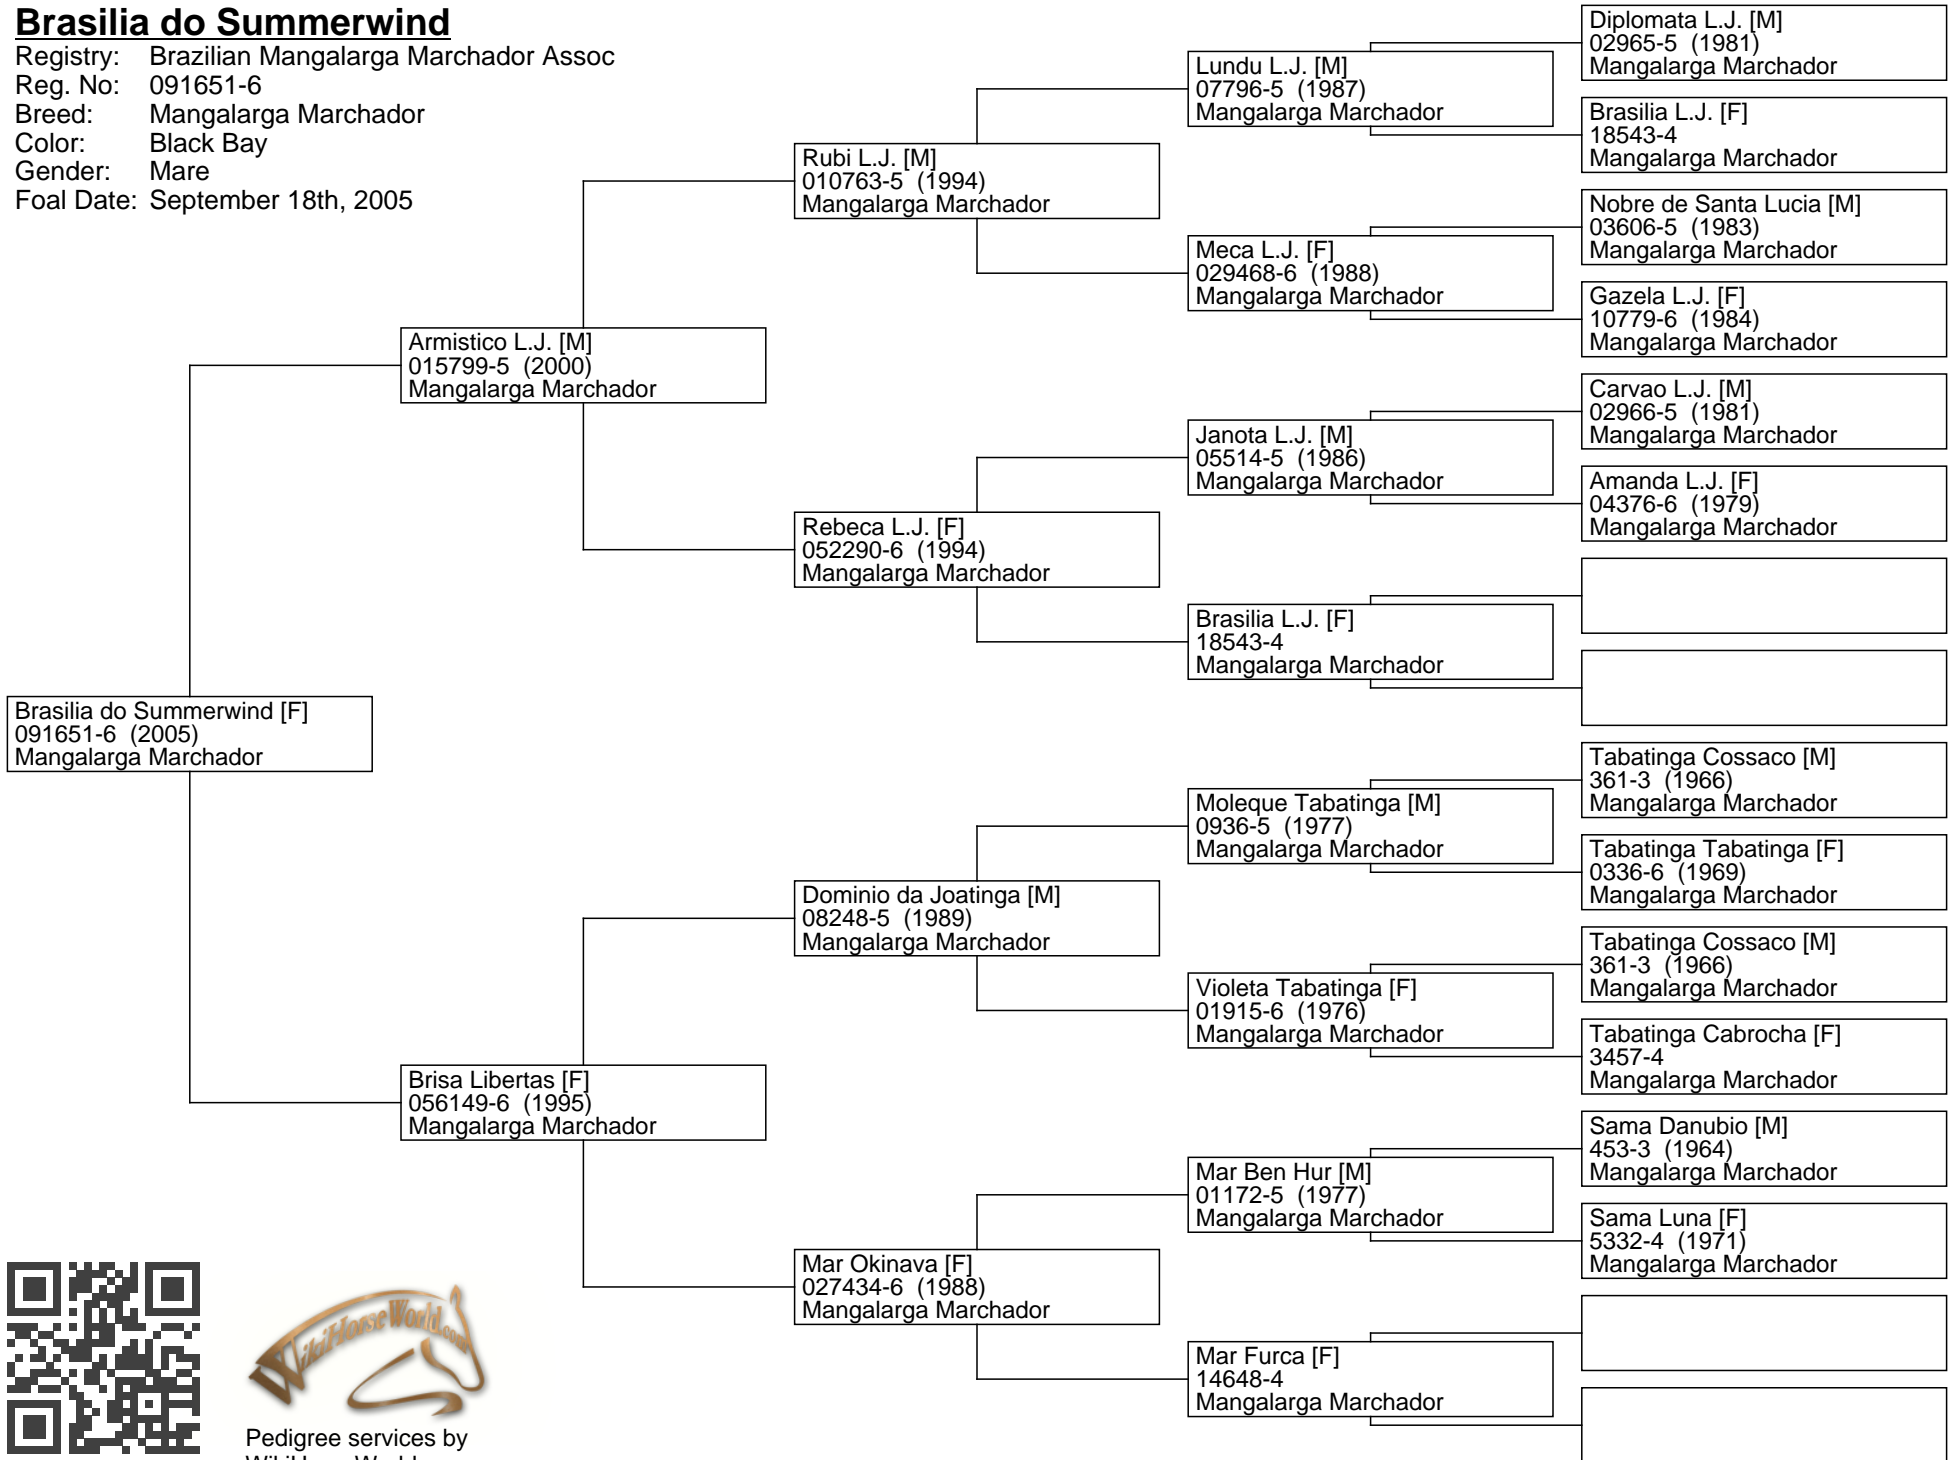 Brasilia do Summerwind
Registry: Brazilian Mangalarga Marchador Assoc
Reg. No: 091651-6
Breed: Mangalarga Marchador
Color: Black Bay
Gender: Mare
Foal Date: September 18th, 2005
Brasilia do Summerwind [F]
091651-6 (2005)
Mangalarga Marchador
Armistico L.J. [M]
015799-5 (2000)
Mangalarga Marchador
Brisa Libertas [F]
056149-6 (1995)
Mangalarga Marchador
Rubi L.J. [M]
010763-5 (1994)
Mangalarga Marchador
Rebeca L.J. [F]
052290-6 (1994)
Mangalarga Marchador
Dominio da Joatinga [M]
08248-5 (1989)
Mangalarga Marchador
Mar Okinava [F]
027434-6 (1988)
Mangalarga Marchador
Lundu L.J. [M]
07796-5 (1987)
Mangalarga Marchador
Meca L.J. [F]
029468-6 (1988)
Mangalarga Marchador
Janota L.J. [M]
05514-5 (1986)
Mangalarga Marchador
Brasilia L.J. [F]
18543-4
Mangalarga Marchador
Moleque Tabatinga [M]
0936-5 (1977)
Mangalarga Marchador
Violeta Tabatinga [F]
01915-6 (1976)
Mangalarga Marchador
Mar Ben Hur [M]
01172-5 (1977)
Mangalarga Marchador
Mar Furca [F]
14648-4
Mangalarga Marchador
Diplomata L.J. [M]
02965-5 (1981)
Mangalarga Marchador
Brasilia L.J. [F]
18543-4
Mangalarga Marchador
Nobre de Santa Lucia [M]
03606-5 (1983)
Mangalarga Marchador
Gazela L.J. [F]
10779-6 (1984)
Mangalarga Marchador
Carvao L.J. [M]
02966-5 (1981)
Mangalarga Marchador
Amanda L.J. [F]
04376-6 (1979)
Mangalarga Marchador
Tabatinga Cossaco [M]
361-3 (1966)
Mangalarga Marchador
Tabatinga Tabatinga [F]
0336-6 (1969)
Mangalarga Marchador
Tabatinga Cossaco [M]
361-3 (1966)
Mangalarga Marchador
Tabatinga Cabrocha [F]
3457-4
Mangalarga Marchador
Sama Danubio [M]
453-3 (1964)
Mangalarga Marchador
Sama Luna [F]
5332-4 (1971)
Mangalarga Marchador
WikiHorseWorld.com
Pedigree services by